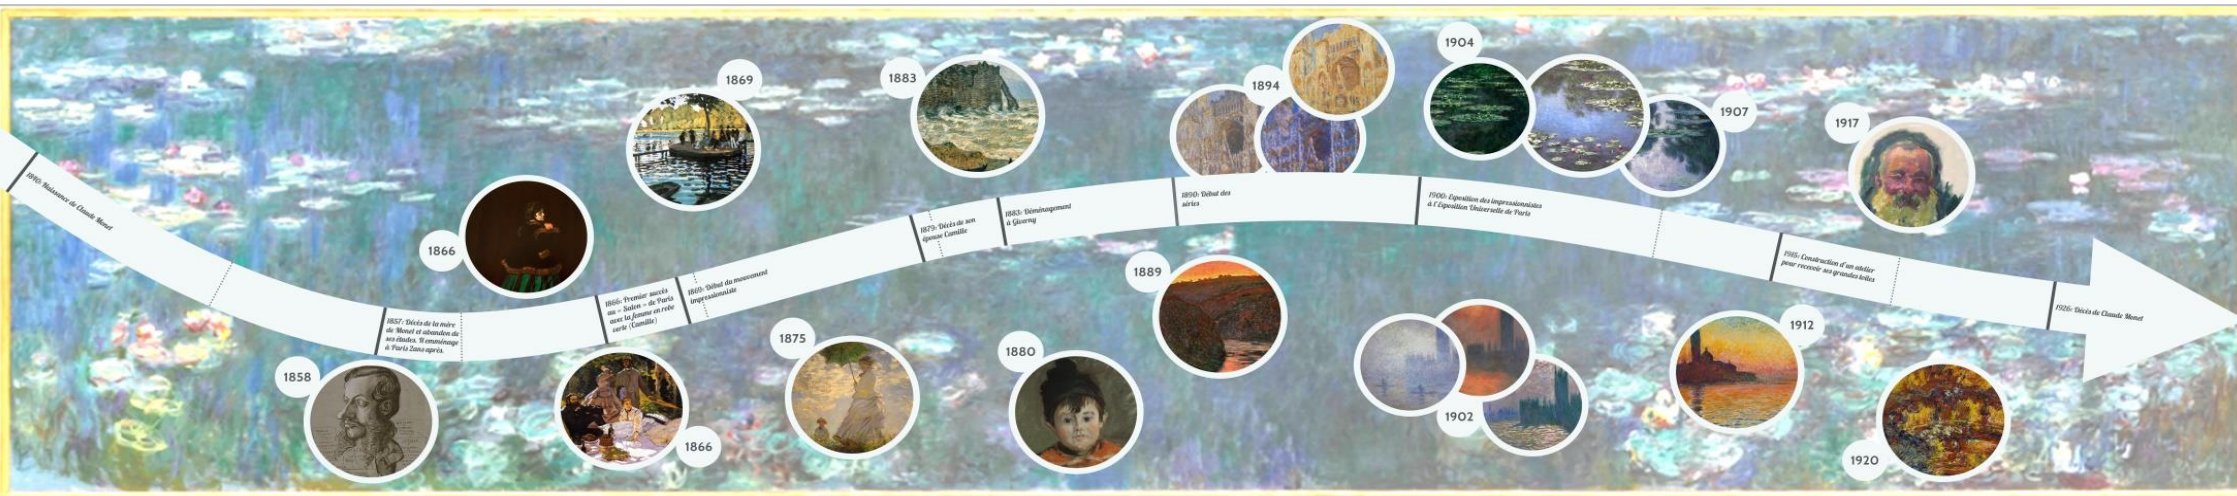 1840: Naissance de Claude Monet
1857: Décès de la mère
de Monet et abandon de
ses études. Il emménage
à Paris 2ans après.
1866: Premier succès
au « Salon » de Paris
avec la femme en robe
verte (Camille)
1869: Début du mouvement
impressionniste
1879: Décès de son
épouse Camille
1883: Déménagement
à Giverny
1890: Début des
séries
1900: Exposition des impressionnistes
à l'Exposition Universelle de Paris
1915: Construction d'un atelier
pour recevoir ses grandes toiles
1926: Décès de Claude Monet
1858
1866
1866
1869
1875
1883
1880
1889
1894
1904
1902
1907
1912
1917
1920